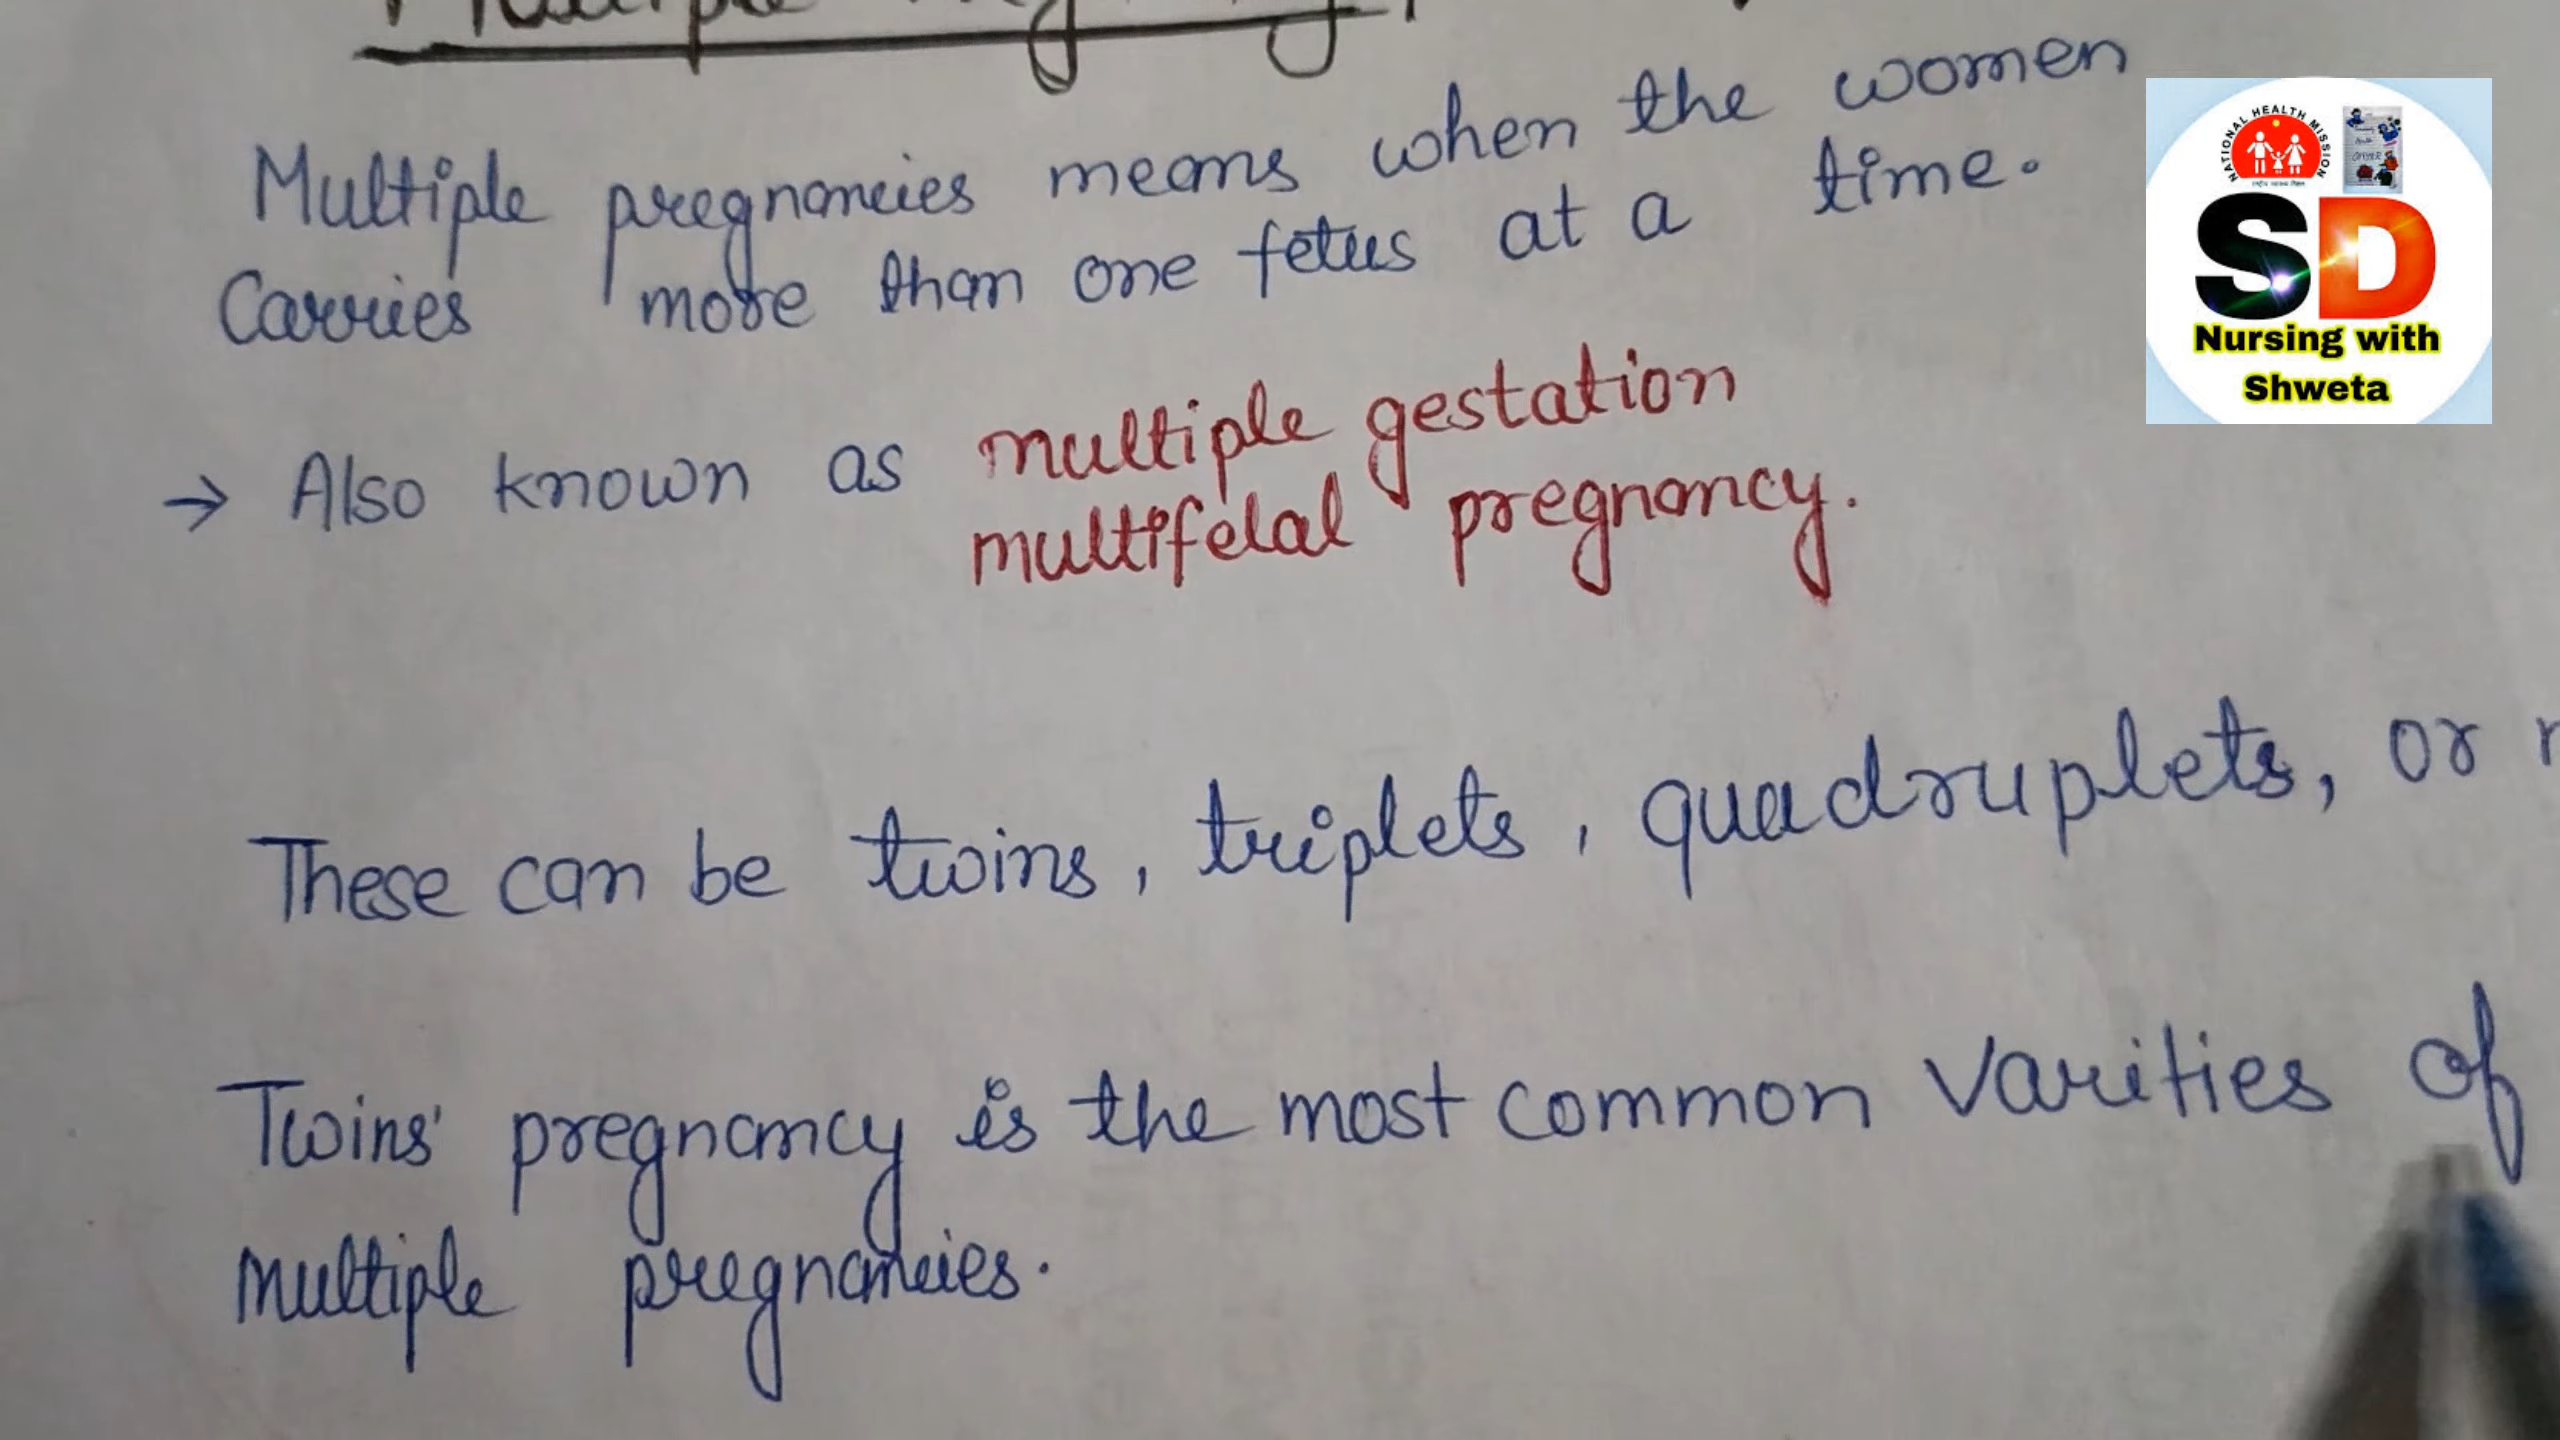 Multiple
Multiple pregnancies means when the women
Carries more than one fetus at a time.
→ Also known as multiple gestation
multifetal pregnancy.
These can be twins, triplets, quadruplets, or
Twins' pregnancy is the most common varities of
multiple pregnancies.
NATIONAL HEALTH MISSION
SD
Nursing with
Shweta